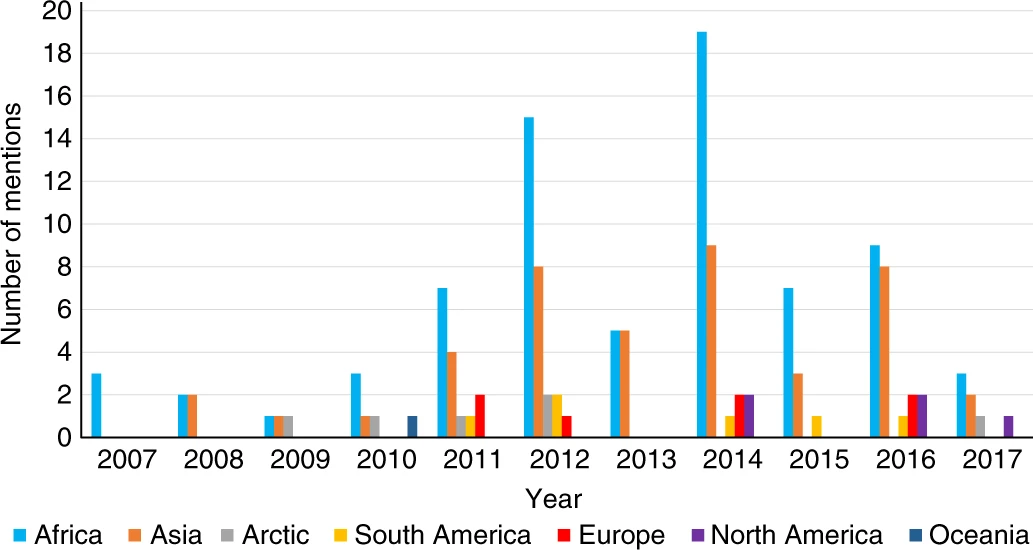 20
18
16
14
12
10
8
6
4
2
0
Number of mentions
2007 2008 2009 2010 2011 2012 2013 2014 2015 2016 2017
Year
Africa Asia Arctic South America Europe North America Oceania